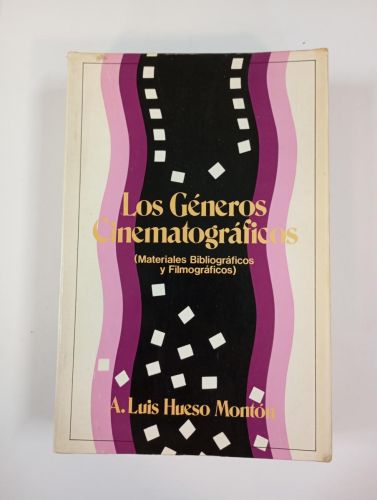 Los Géneros
Cinematográficos
(Materiales Bibliográficos
y Filmográficos)
A. Luis Hueso Montón